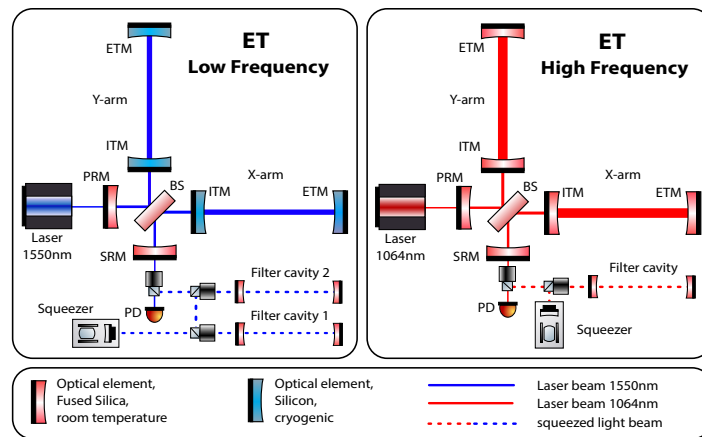 ET
Low Frequency
ETM
Y-arm
ITM
PRM
BS
ITM
X-arm
ETM
Laser
1550nm
SRM
Filter cavity 2
Squeezer
PD
Filter cavity 1
ET
High Frequency
ETM
Y-arm
ITM
PRM
BS
ITM
X-arm
ETM
Laser
1064nm
SRM
Filter cavity
PD
Squeezer
Optical element,
Fused Silica,
room temperature
Optical element,
Silicon,
cryogenic
Laser beam 1550nm
Laser beam 1064nm
squeezed light beam